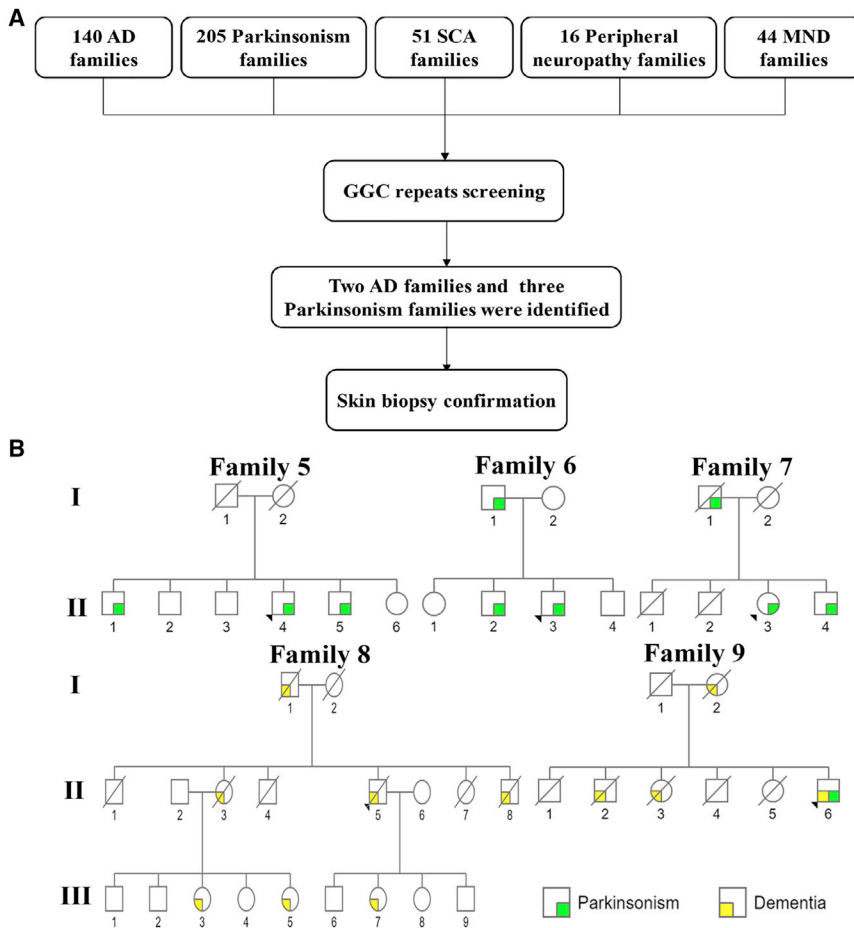 A
140 AD
families
205 Parkinsonism
families
51 SCA
families
16 Peripheral
neuropathy families
44 MND
families
GGC repeats screening
Two AD families and three
Parkinsonism families were identified
Skin biopsy confirmation
B
Family 5 Family 6 Family 7
I
1 2 1 2 1 2
II
1 2 3 4 5 6 1 2 3 4 1 2 3 4
Family 8 Family 9
I
1 2 1 2
II
1 2 3 4 5 6 7 8 1 2 3 4 5 6
III
1 2 3 4 5 6 7 8 9
Parkinsonism Dementia